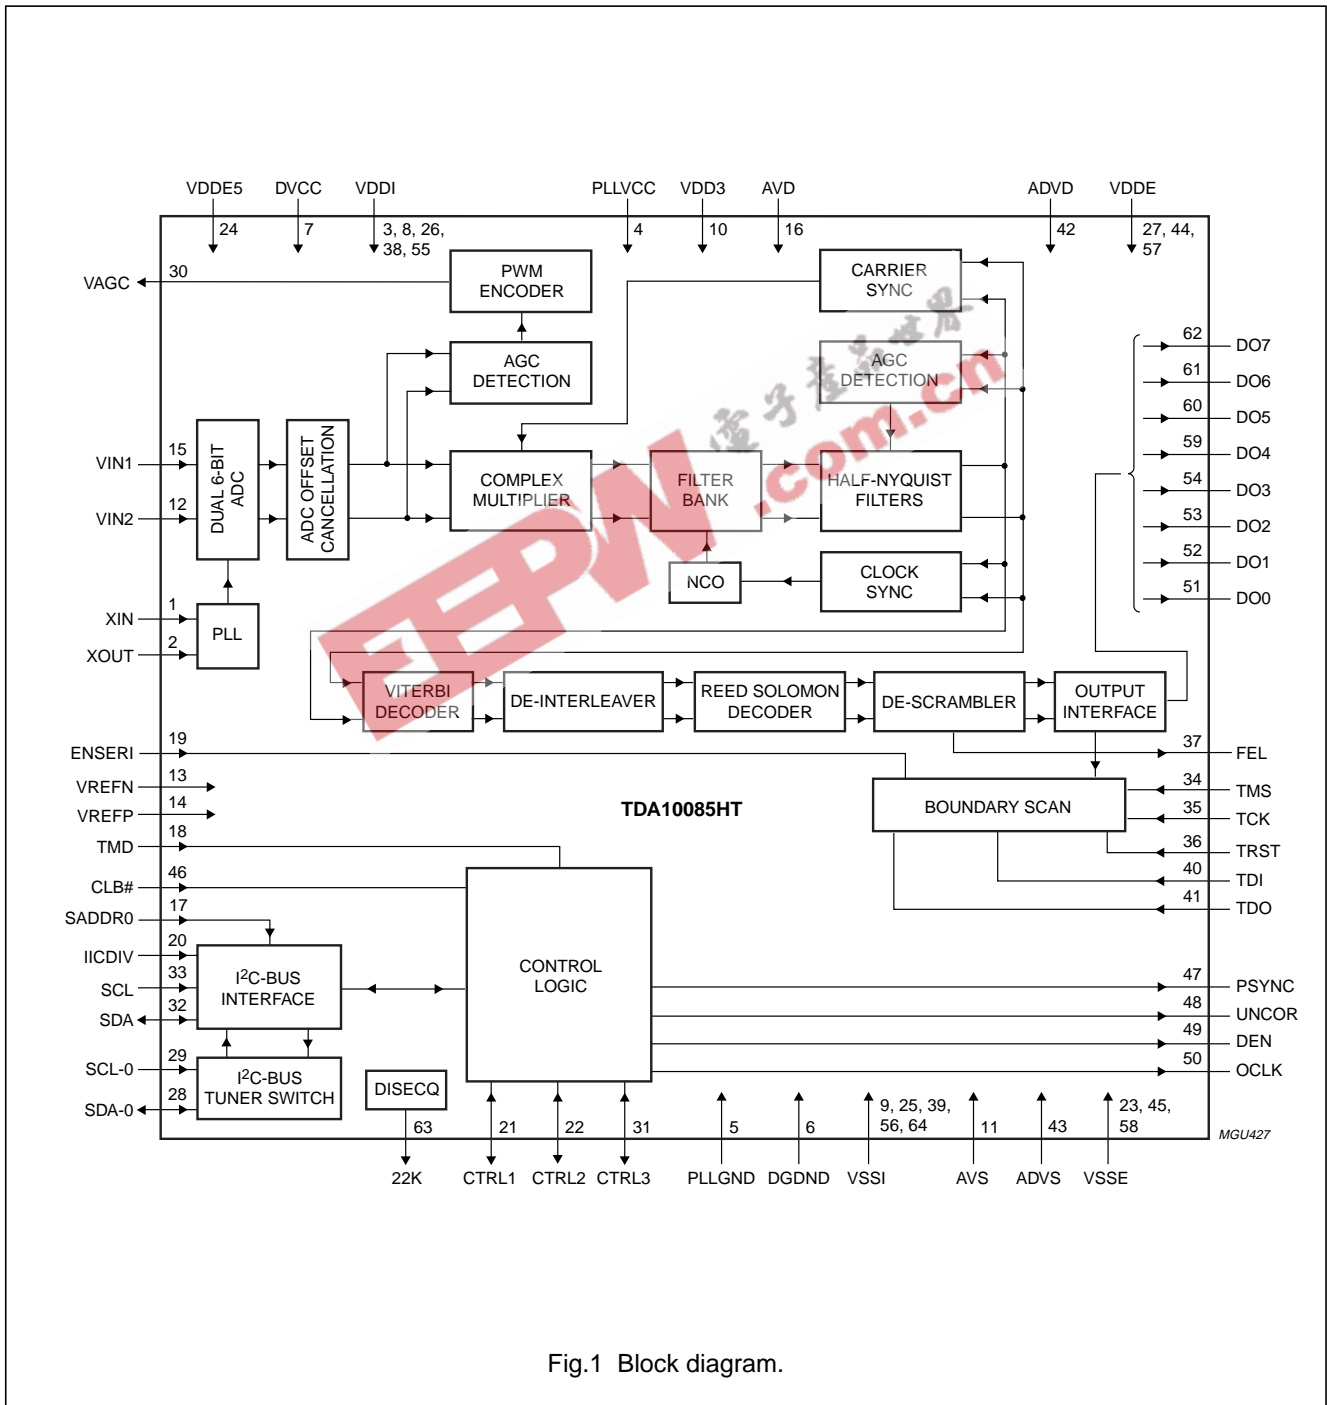 VDDE5 DVCC VDDI PLLVCC VDD3 AVD ADVD VDDE
24 7 3, 8, 26, 38, 55 4 10 16 42 27, 44, 57
VAGC 30
PWM ENCODER
CARRIER SYNC
AGC DETECTION
AGC DETECTION
62 DO7
61 DO6
60 DO5
59 DO4
54 DO3
53 DO2
52 DO1
51 DO0
VIN1 15
VIN2 12
DUAL 6-BIT ADC
ADC OFFSET CANCELLATION
COMPLEX MULTIPLIER
FILTER BANK
HALF-NYQUIST FILTERS
NCO
CLOCK SYNC
XIN 1
XOUT 2
PLL
VITERBI DECODER
DE-INTERLEAVER
REED SOLOMON DECODER
DE-SCRAMBLER
OUTPUT INTERFACE
電子產品世界
EEPW.com.cn
ENSERI 19
VREFN 13
VREFP 14
TMD 18
CLB# 46
SADDR0 17
IICDIV 20
SCL 33
SDA 32
SCL-0 29
SDA-0 28
TDA10085HT
BOUNDARY SCAN
37 FEL
34 TMS
35 TCK
36 TRST
40 TDI
41 TDO
I²C-BUS INTERFACE
I²C-BUS TUNER SWITCH
CONTROL LOGIC
DISECQ
47 PSYNC
48 UNCOR
49 DEN
50 OCLK
63 21 22 31 5 6 9, 25, 39, 56, 64 11 43 23, 45, 58
22K CTRL1 CTRL2 CTRL3 PLLGND DGDND VSSI AVS ADVS VSSE
MGU427
Fig.1 Block diagram.